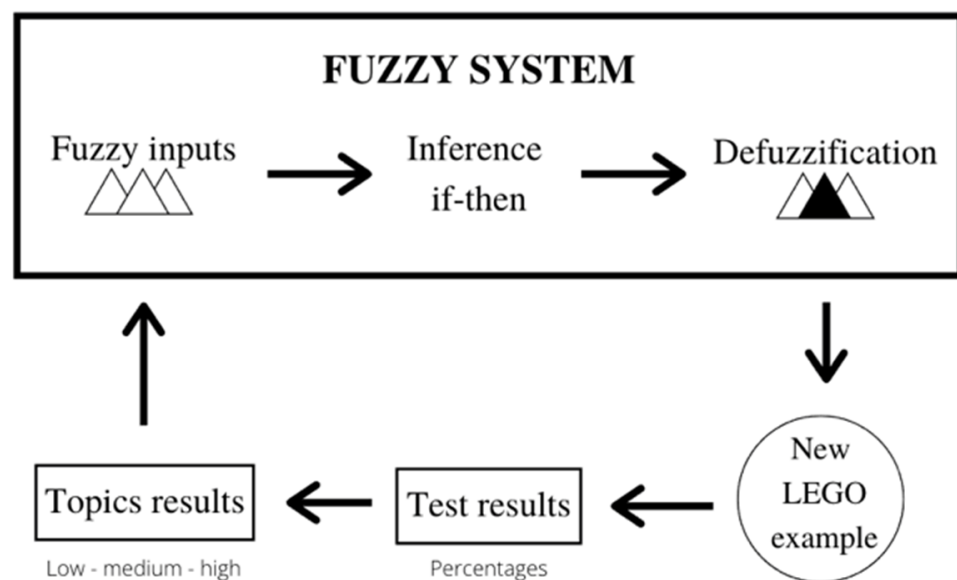 FUZZY SYSTEM
Fuzzy inputs
Inference
if-then
Defuzzification
New
LEGO
example
Test results
Percentages
Topics results
Low - medium - high